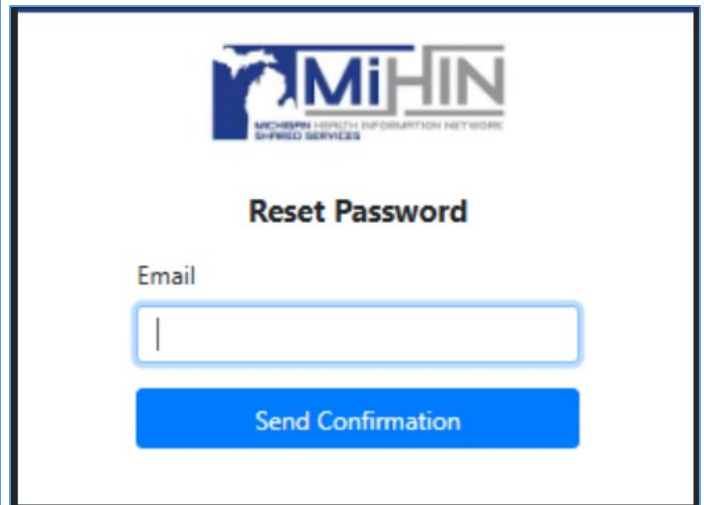 MiHIN
MICHIGAN HEALTH INFORMATION NETWORK
SHARED SERVICES
Reset Password
Email
Send Confirmation